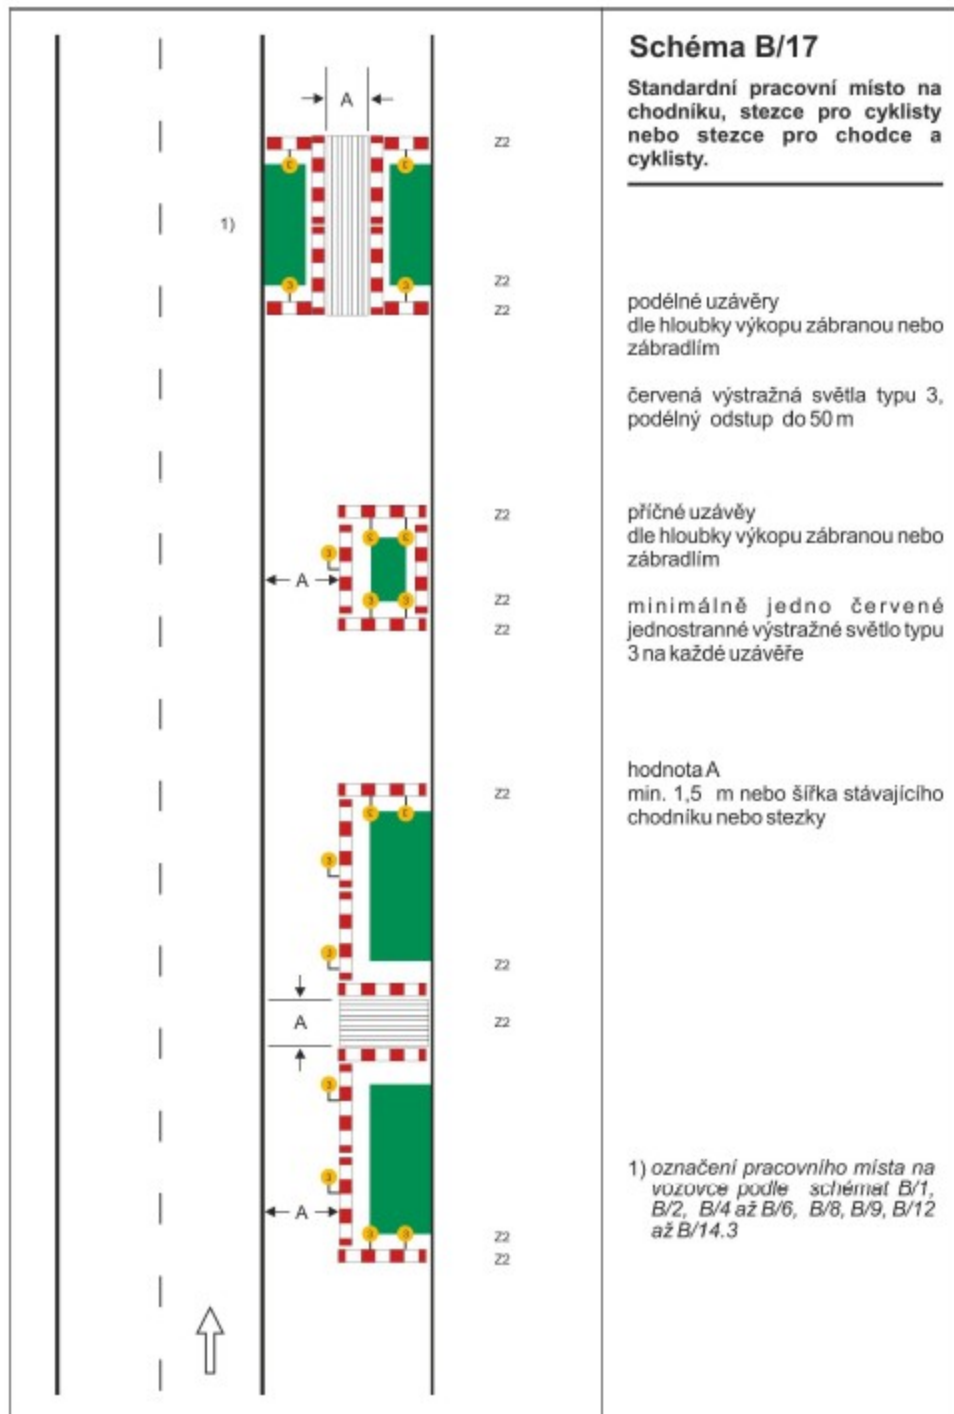 Schéma B/17
Standardní pracovní místo na
chodníku, stezce pro cyklisty
nebo stezce pro chodce a
cyklisty.
A
Z2
1)
Z2
Z2
podélné uzávěry
dle hloubky výkopu zábranou nebo
zábradlím
červená výstražná světla typu 3,
podélný odstup do 50 m
Z2
A
Z2
Z2
příčné uzávěy
dle hloubky výkopu zábranou nebo
zábradlím
minimálně jedno červené
jednostranné výstražné světlo typu
3 na každé uzávěře
Z2
hodnota A
min. 1,5 m nebo šířka stávajícího
chodníku nebo stezky
Z2
A
Z2
A
Z2
Z2
1) označení pracovního místa na
vozovce podle schémat B/1,
B/2, B/4 až B/6, B/8, B/9, B/12
až B/14.3